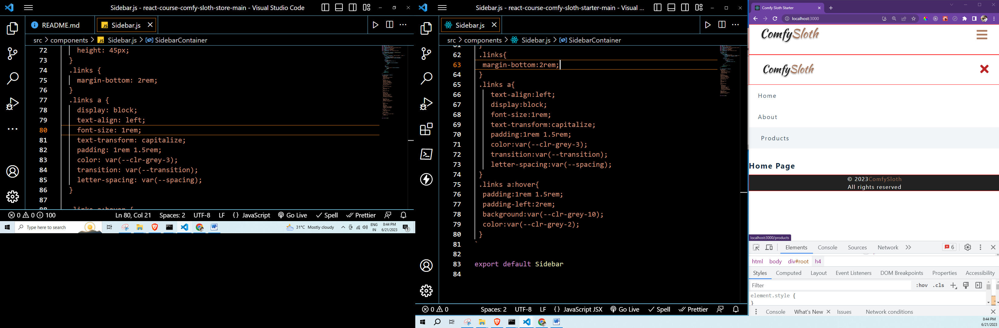 Sidebar.js - react-course-comfy-sloth-store-main - Visual Studio Code
README.md
Sidebar.js
src > components > Sidebar.js > SidebarContainer
72 height: 45px;
73 }
74 .links {
75 margin-bottom: 2rem;
76 }
77 .links a {
78 display: block;
79 text-align: left;
80 font-size: 1rem;
81 text-transform: capitalize;
82 padding: 1rem 1.5rem;
83 color: var(--clr-grey-3);
84 transition: var(--transition);
85 letter-spacing: var(--spacing);
86 }
87
88 .links a:hover {
0 0 100 Ln 80, Col 21 Spaces: 2 UTF-8 LF {} JavaScript Go Live Spell Prettier
Type here to search
31°C Mostly cloudy
ENG
IN
8:44 PM
6/21/2023
1
Sidebar.js - react-course-comfy-sloth-starter-main - Visual ...
Sidebar.js
src > components > Sidebar.js > SidebarContainer
61 }
62 .links{
63 margin-bottom:2rem;
64 }
65 .links a{
66 text-align:left;
67 display:block;
68 font-size:1rem;
69 text-transform:capitalize;
70 padding:1rem 1.5rem;
71 color:var(--clr-grey-3);
72 transition:var(--transition);
73 letter-spacing:var(--spacing);
74 }
75 .links a:hover{
76 padding:1rem 1.5rem;
77 padding-left:2rem;
78 background:var(--clr-grey-10);
79 color:var(--clr-grey-2);
80 }
81 `
82
83 export default Sidebar
84
0 0 Spaces: 2 UTF-8 LF {} JavaScript JSX Go Live Spell Prettier
Comfy Sloth Starter
localhost:3000
ComfySloth
ComfySloth
Home
About
Products
Home Page
© 2023ComfySloth
All rights reserved
localhost:3000/products
Elements Console Sources Network 6
html body div#root h4
Styles Computed Layout Event Listeners DOM Breakpoints Properties Accessibility
Filter :hov .cls
element.style {
}
Console What's New Issues Network conditions
8:44 PM
6/21/2023